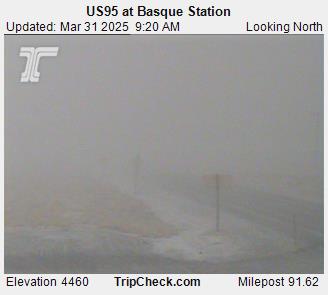 US95 at Basque Station
Updated: Mar 31 2025 9:20 AM Looking North
Elevation 4460 TripCheck.com Milepost 91.62